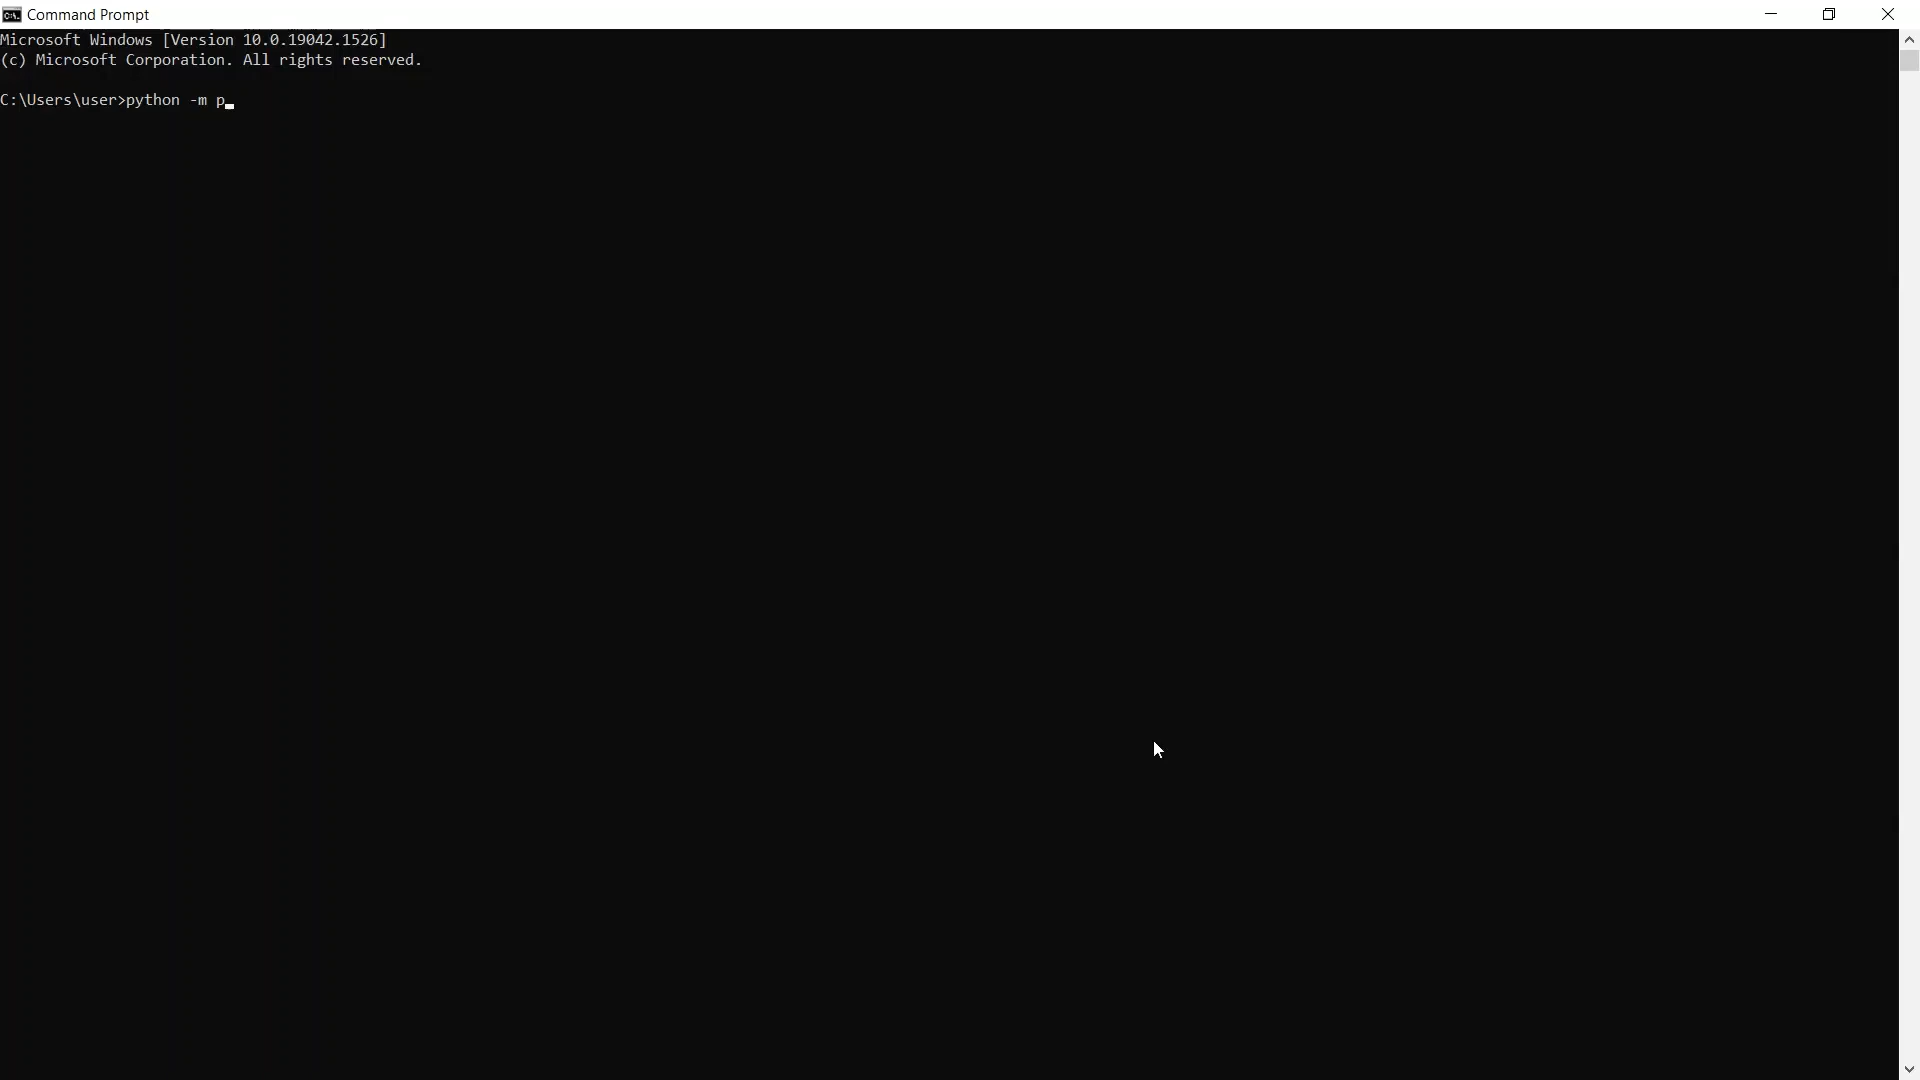 Command Prompt
Microsoft Windows [Version 10.0.19042.1526]
(c) Microsoft Corporation. All rights reserved.
C:\Users\user>python -m p